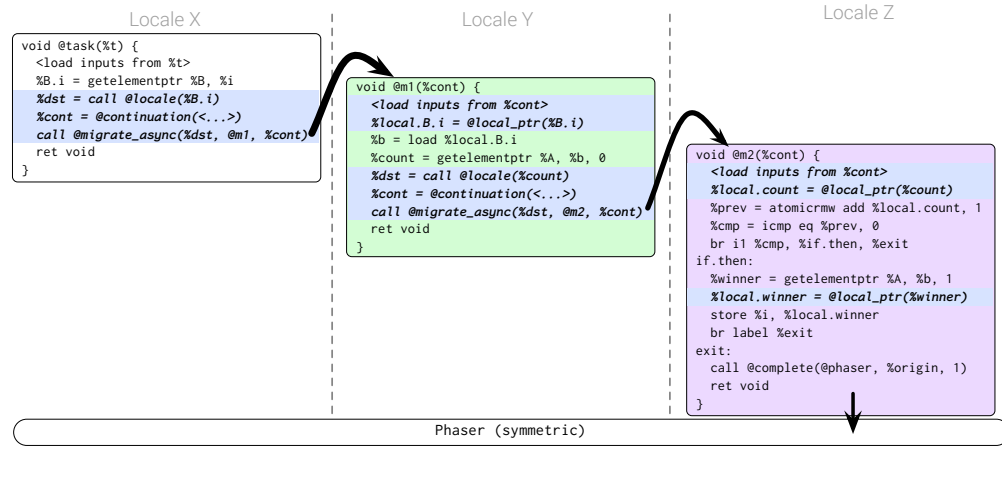 Locale X
void @task(%t) {
<load inputs from %t>
%B.i = getelementptr %B, %i
%dst = call @locale(%B.i)
%cont = @continuation(<...>)
call @migrate_async(%dst, @m1, %cont)
ret void
}
Locale Y
void @m1(%cont) {
<load inputs from %cont>
%local.B.i = @local_ptr(%B.i)
%b = load %local.B.i
%count = getelementptr %A, %b, 0
%dst = call @locale(%count)
%cont = @continuation(<...>)
call @migrate_async(%dst, @m2, %cont)
ret void
}
Locale Z
void @m2(%cont) {
<load inputs from %cont>
%local.count = @local_ptr(%count)
%prev = atomicrmw add %local.count, 1
%cmp = icmp eq %prev, 0
br i1 %cmp, %if.then, %exit
if.then:
%winner = getelementptr %A, %b, 1
%local.winner = @local_ptr(%winner)
store %i, %local.winner
br label %exit
exit:
call @complete(@phaser, %origin, 1)
ret void
}
Phaser (symmetric)